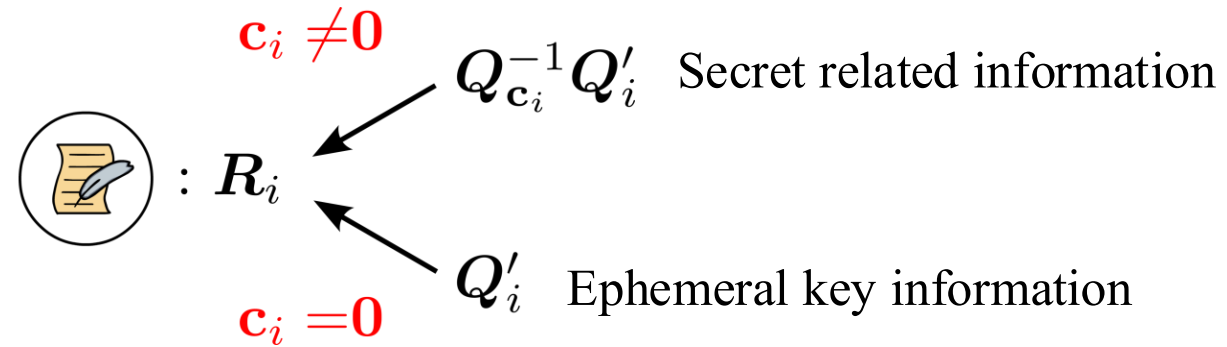 c_i ≠ 0
Q_{c_i}^{-1} Q'_i Secret related information
: R_i
Q'_i Ephemeral key information
c_i = 0